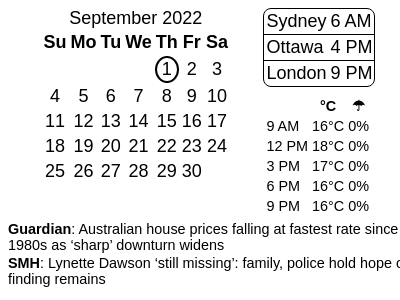 September 2022
Su Mo Tu We Th Fr Sa
1 2 3
4 5 6 7 8 9 10
11 12 13 14 15 16 17
18 19 20 21 22 23 24
25 26 27 28 29 30
Sydney 6 AM
Ottawa 4 PM
London 9 PM
°C ☂
9 AM 16°C 0%
12 PM 18°C 0%
3 PM 17°C 0%
6 PM 16°C 0%
9 PM 16°C 0%
Guardian: Australian house prices falling at fastest rate since
1980s as ‘sharp’ downturn widens
SMH: Lynette Dawson ‘still missing’: family, police hold hope
finding remains